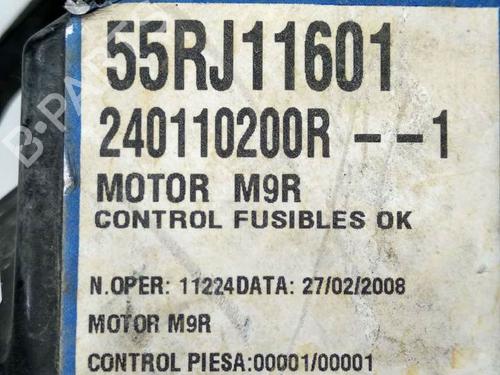 55RJ11601
240110200R -- 1
MOTOR M9R
CONTROL FUSIBLES OK
N.OPER: 11224DATA: 27/02/2008
MOTOR M9R
CONTROL PIESA:00001/00001
B-PARTS